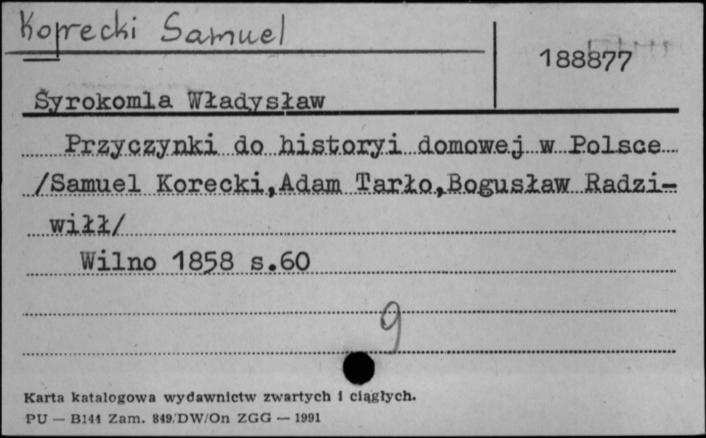 Korecki Samuel
188877
Syrokomla Władysław
Przyczynki do historyi domowej w Polsce
/Samuel Korecki,Adam Tarło,Bogusław Radzi-
wiłł/
Wilno 1858 s.60
9
Karta katalogowa wydawnictw zwartych i ciągłych.
PU — B144 Zam. 849/DW/On ZGG — 1991